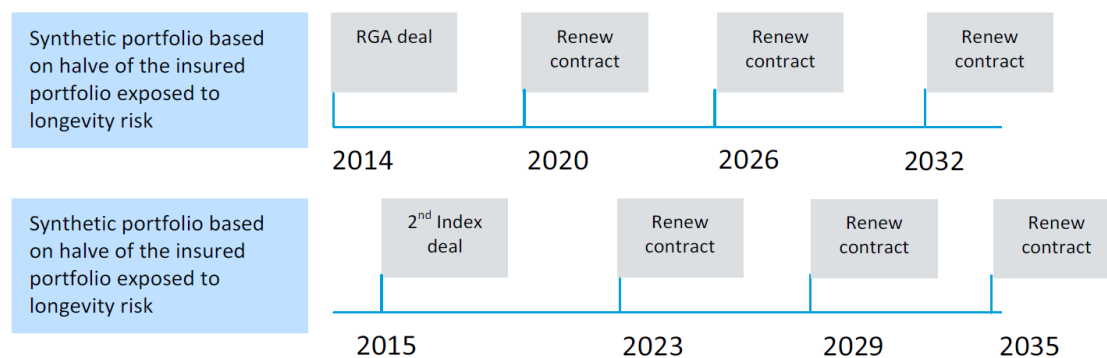 Synthetic portfolio based
on halve of the insured
portfolio exposed to
longevity risk
RGA deal
Renew
contract
Renew
contract
Renew
contract
2014
2020
2026
2032
Synthetic portfolio based
on halve of the insured
portfolio exposed to
longevity risk
2nd Index
deal
Renew
contract
Renew
contract
Renew
contract
2015
2023
2029
2035